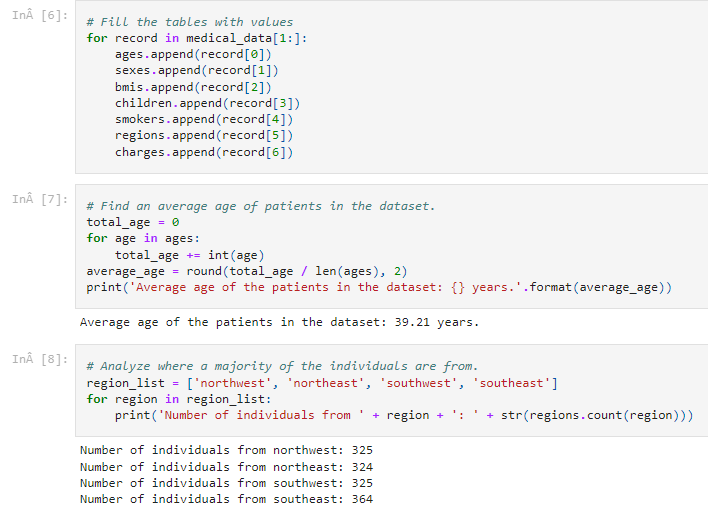 InÂ [6]:
# Fill the tables with values
for record in medical_data[1:]:
    ages.append(record[0])
    sexes.append(record[1])
    bmis.append(record[2])
    children.append(record[3])
    smokers.append(record[4])
    regions.append(record[5])
    charges.append(record[6])
InÂ [7]:
# Find an average age of patients in the dataset.
total_age = 0
for age in ages:
    total_age += int(age)
average_age = round(total_age / len(ages), 2)
print('Average age of the patients in the dataset: {} years.'.format(average_age))
Average age of the patients in the dataset: 39.21 years.
InÂ [8]:
# Analyze where a majority of the individuals are from.
region_list = ['northwest', 'northeast', 'southwest', 'southeast']
for region in region_list:
    print('Number of individuals from ' + region + ': ' + str(regions.count(region)))
Number of individuals from northwest: 325
Number of individuals from northeast: 324
Number of individuals from southwest: 325
Number of individuals from southeast: 364